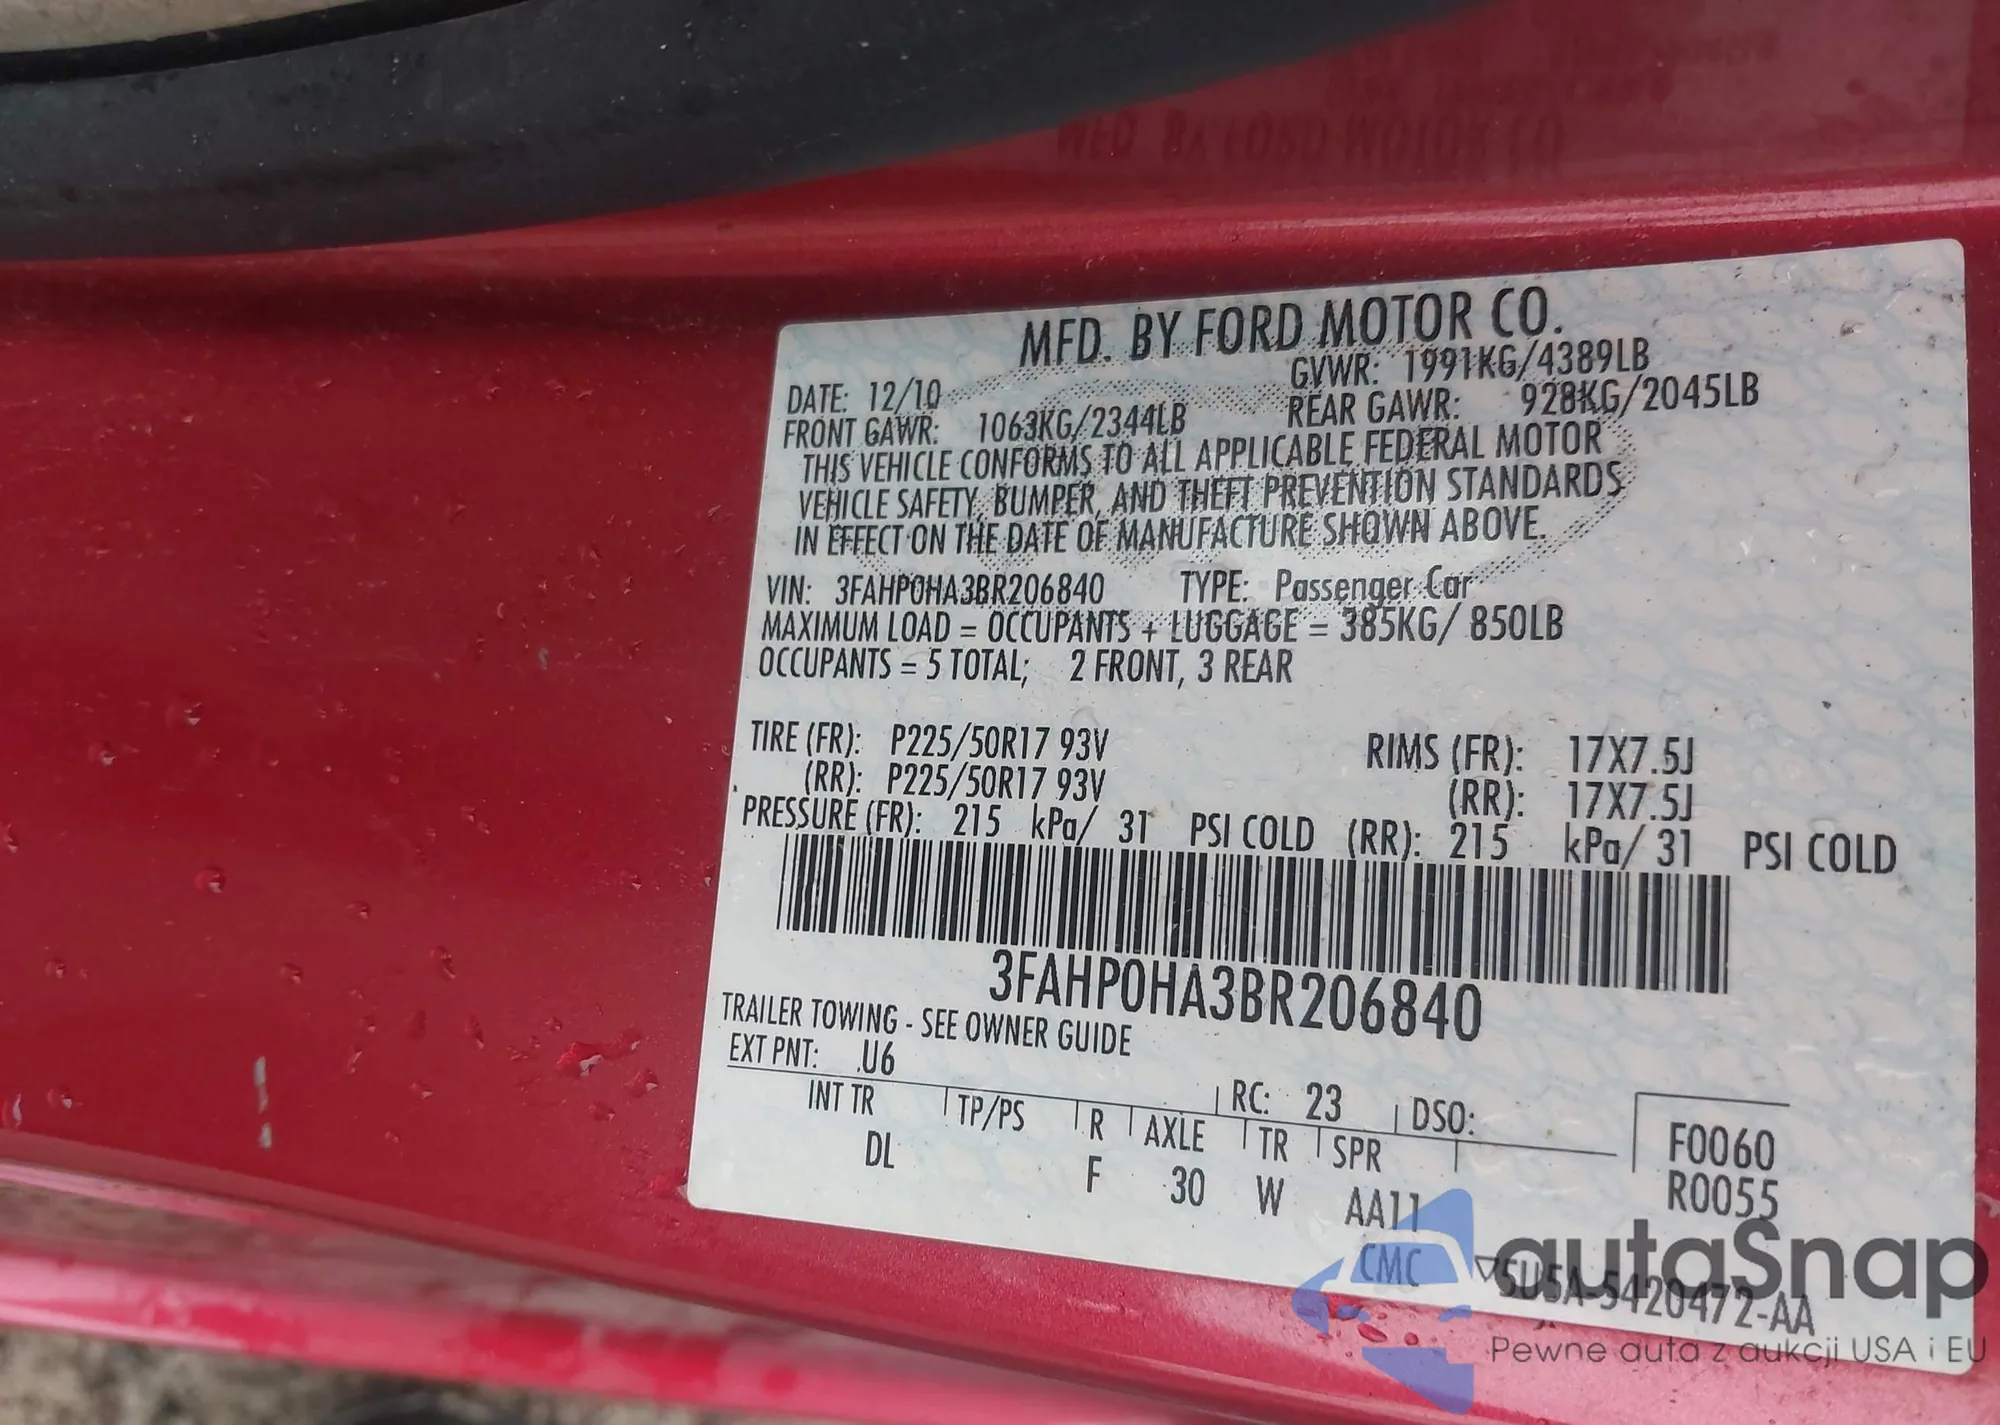 MFD. BY FORD MOTOR CO.
DATE: 12/10 GVWR: 1991KG/4389LB
FRONT GAWR: 1063KG/2344LB REAR GAWR: 928KG/2045LB
THIS VEHICLE CONFORMS TO ALL APPLICABLE FEDERAL MOTOR
VEHICLE SAFETY, BUMPER, AND THEFT PREVENTION STANDARDS
IN EFFECT ON THE DATE OF MANUFACTURE SHOWN ABOVE.
VIN: 3FAHP0HA3BR206840 TYPE: Passenger Car
MAXIMUM LOAD = OCCUPANTS + LUGGAGE = 385KG/ 850LB
OCCUPANTS = 5 TOTAL; 2 FRONT, 3 REAR
TIRE (FR): P225/50R17 93V RIMS (FR): 17X7.5J
(RR): P225/50R17 93V (RR): 17X7.5J
PRESSURE (FR): 215 kPa/ 31 PSI COLD (RR): 215 kPa/ 31 PSI COLD
3FAHP0HA3BR206840
TRAILER TOWING - SEE OWNER GUIDE
EXT PNT: U6 RC: 23 DSO:
INT TR TP/PS R AXLE TR SPR
DL F 30 W AA11
F0060
R0055
CMC 5U5A-5420472-AA
autaSnap
Pewne auta z aukcji USA i EU